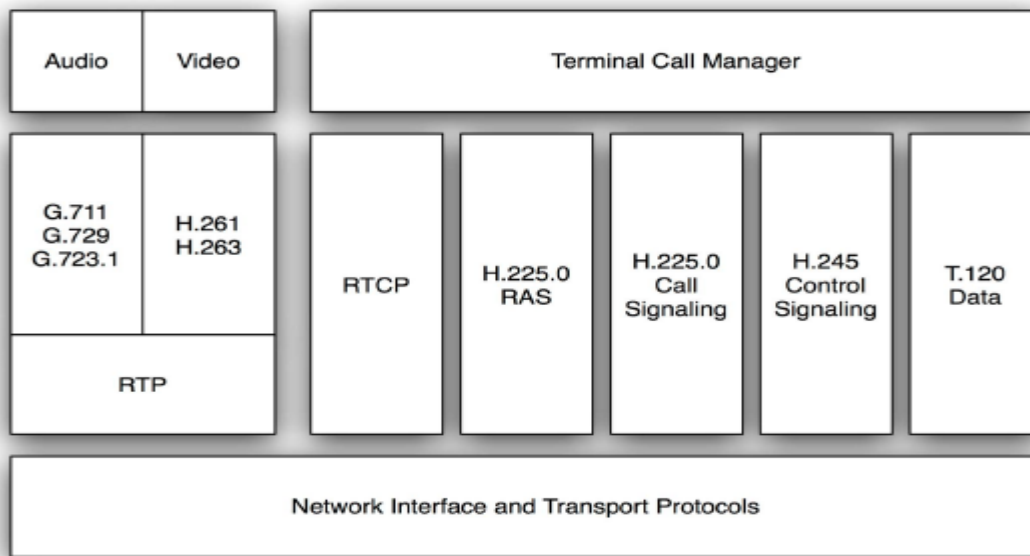 Audio
Video
Terminal Call Manager
G.711
G.729
G.723.1
H.261
H.263
RTP
RTCP
H.225.0
RAS
H.225.0
Call
Signaling
H.245
Control
Signaling
T.120
Data
Network Interface and Transport Protocols